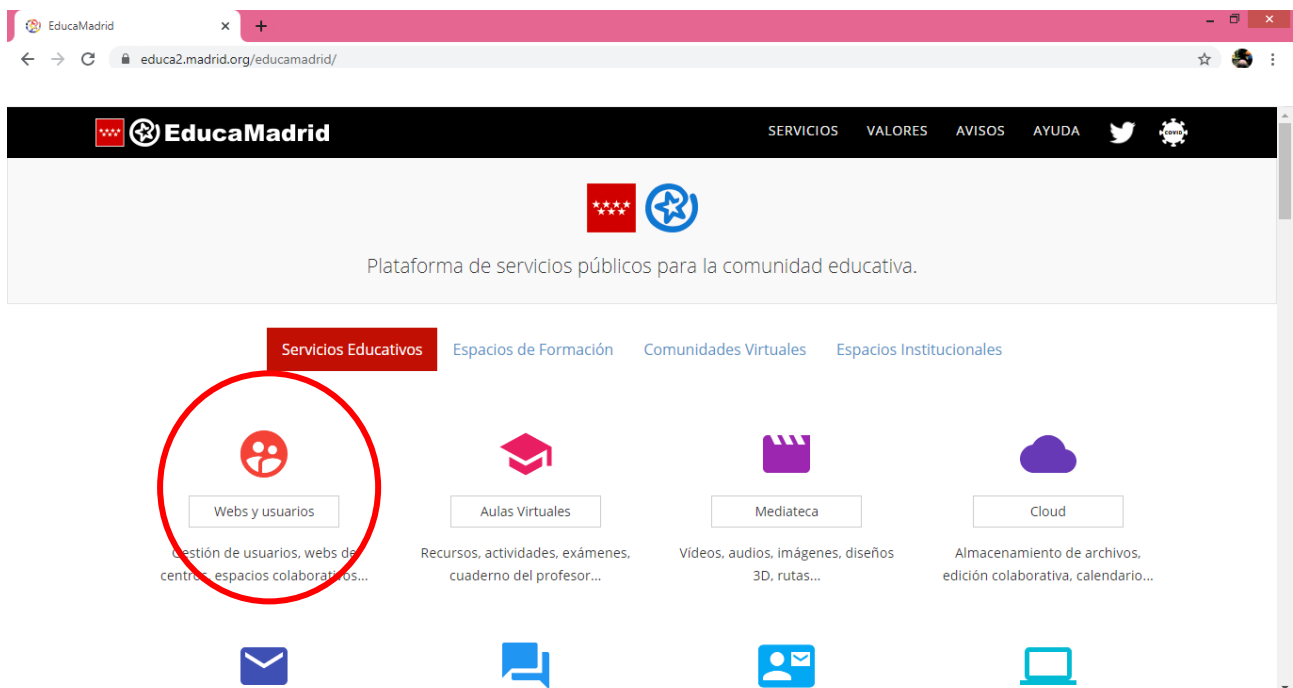 EducaMadrid
educa2.madrid.org/educamadrid/
EducaMadrid
SERVICIOS VALORES AVISOS AYUDA COVID
Plataforma de servicios públicos para la comunidad educativa.
Servicios Educativos Espacios de Formación Comunidades Virtuales Espacios Institucionales
Webs y usuarios
Gestión de usuarios, webs de
centros, espacios colaborativos...
Aulas Virtuales
Recursos, actividades, exámenes,
cuaderno del profesor...
Mediateca
Vídeos, audios, imágenes, diseños
3D, rutas...
Cloud
Almacenamiento de archivos,
edición colaborativa, calendario...